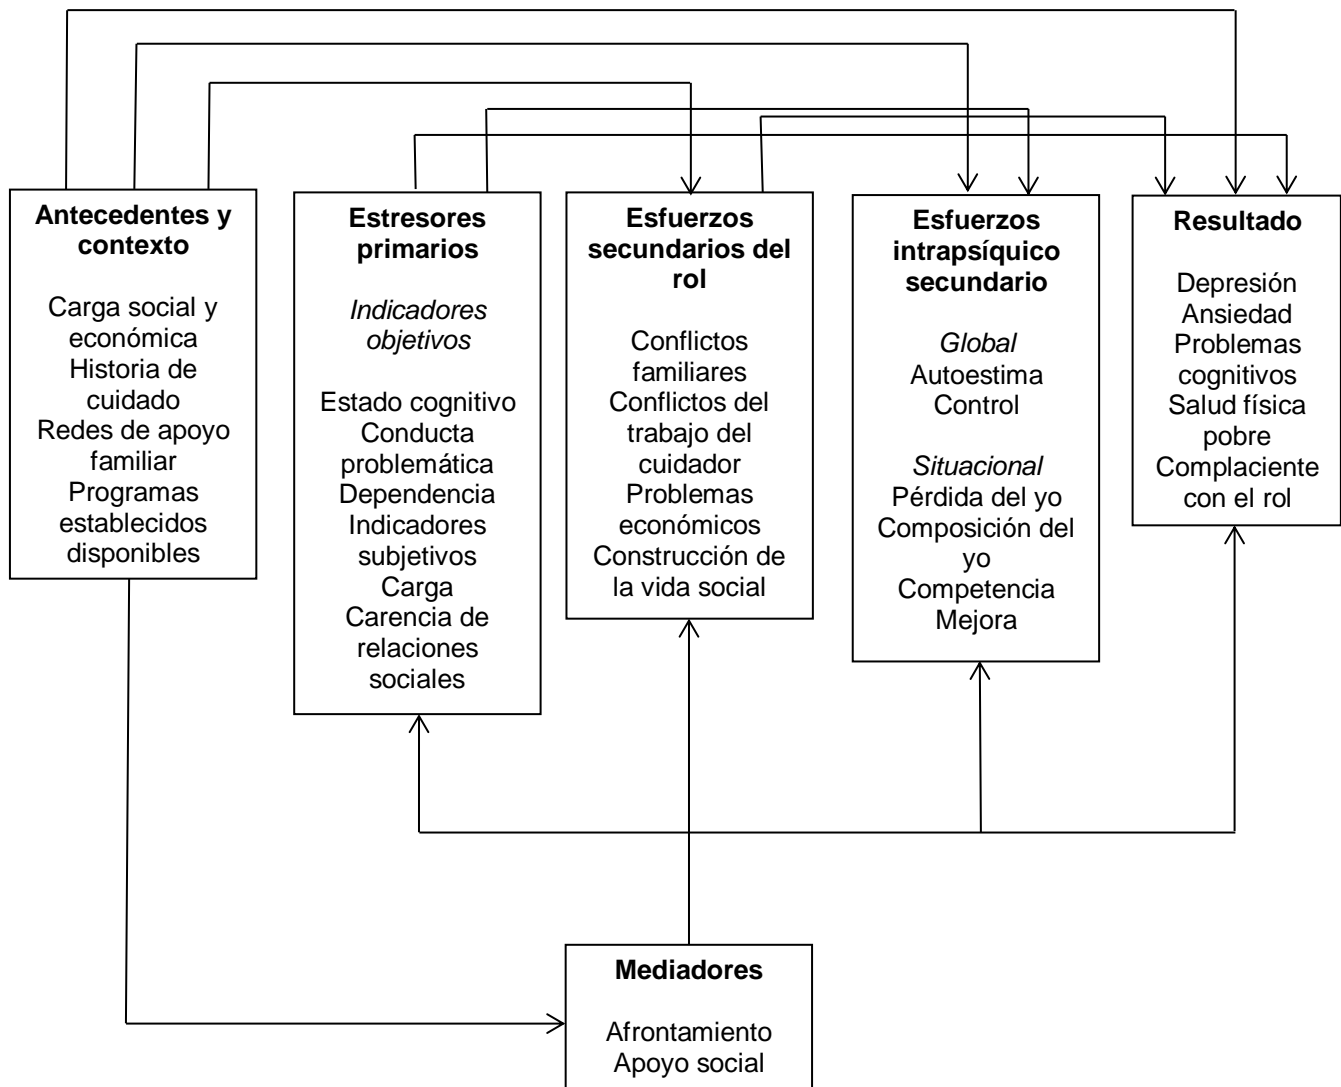 Antecedentes y
contexto
Carga social y
económica
Historia de
cuidado
Redes de apoyo
familiar
Programas
establecidos
disponibles
Estresores
primarios
Indicadores
objetivos
Estado cognitivo
Conducta
problemática
Dependencia
Indicadores
subjetivos
Carga
Carencia de
relaciones
sociales
Esfuerzos
secundarios del
rol
Conflictos
familiares
Conflictos del
trabajo del
cuidador
Problemas
económicos
Construcción de
la vida social
Esfuerzos
intrapsíquico
secundario
Global
Autoestima
Control
Situacional
Pérdida del yo
Composición del
yo
Competencia
Mejora
Resultado
Depresión
Ansiedad
Problemas
cognitivos
Salud física
pobre
Complaciente
con el rol
Mediadores
Afrontamiento
Apoyo social